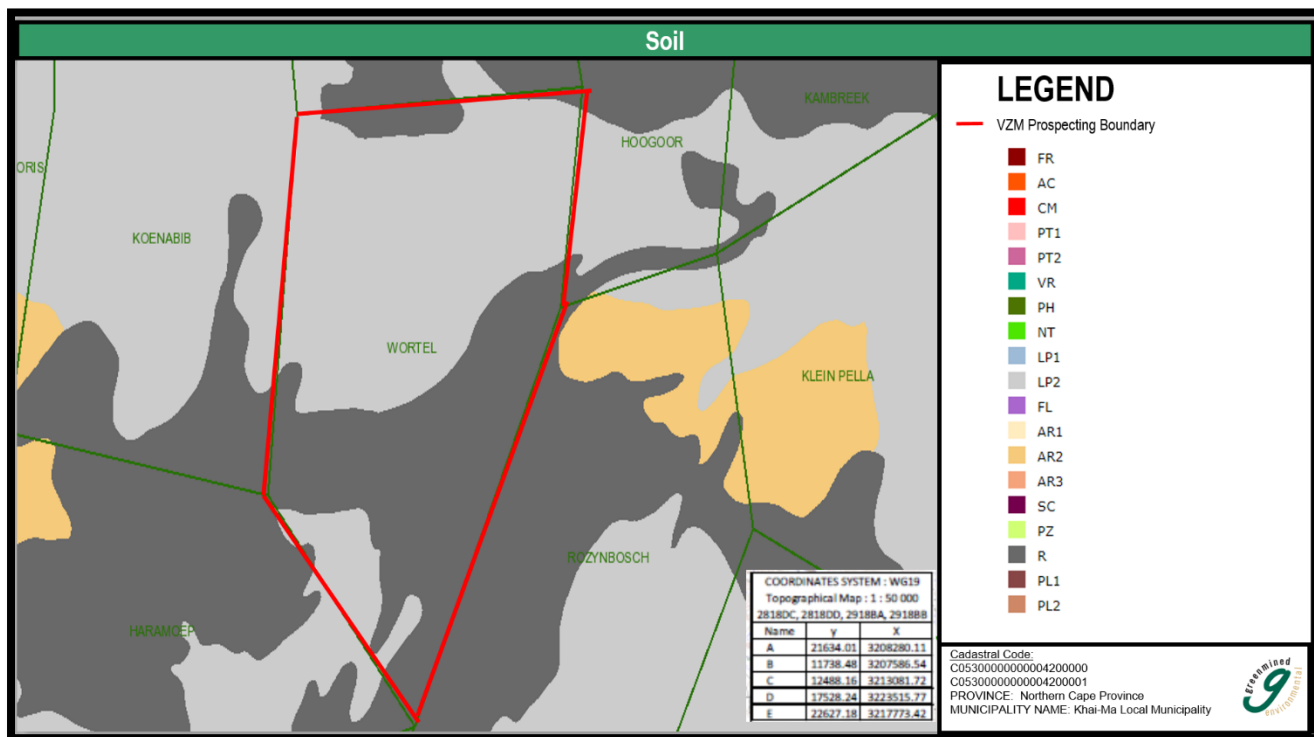 Soil
KAMBREEK
HOOGOOR
ORIS
KOENABIB
WORTEL
KLEIN PELLA
ROZYNBOSCH
HARAMOEP
COORDINATES SYSTEM : WG19
Topographical Map : 1 : 50 000
2818DC, 2818DD, 2918BA, 2918BB
Name y X
A 21634.01 3208280.11
B 11738.48 3207586.54
C 12488.16 3213081.72
D 17528.24 3223515.77
E 22627.18 3217773.42
LEGEND
VZM Prospecting Boundary
FR
AC
CM
PT1
PT2
VR
PH
NT
LP1
LP2
FL
AR1
AR2
AR3
SC
PZ
R
PL1
PL2
Cadastral Code:
C05300000000004200000
C05300000000004200001
PROVINCE: Northern Cape Province
MUNICIPALITY NAME: Khai-Ma Local Municipality
greenmined
environmental